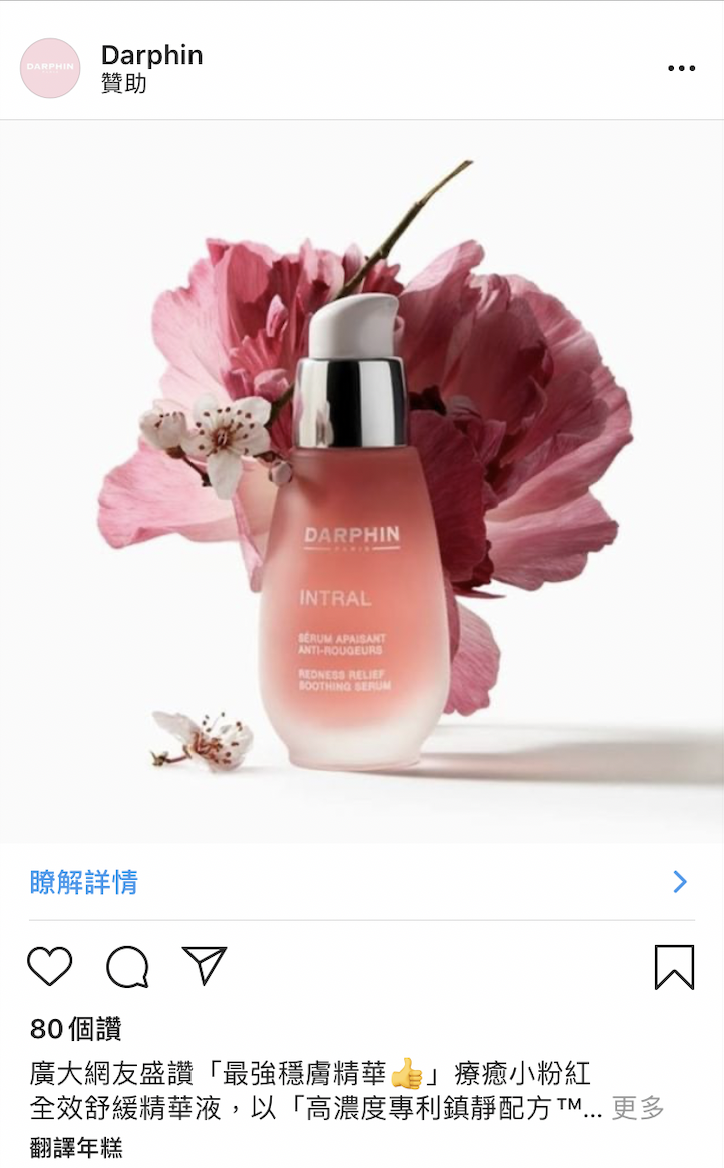 DARPHIN
Darphin
贊助
DARPHIN
PARIS
INTRAL
SÉRUM APAISANT
ANTI-ROUGEURS
REDNESS RELIEF
SOOTHING SERUM
瞭解詳情
80 個讚
廣大網友盛讚「最強穩膚精華👍」療癒小粉紅
全效舒緩精華液,以「高濃度專利鎮靜配方™... 更多
翻譯年糕